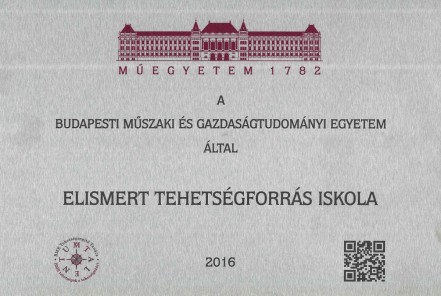 MŰEGYETEM 1782
A
BUDAPESTI MŰSZAKI ÉS GAZDASÁGTUDOMÁNYI EGYETEM
ÁLTAL
ELISMERT TEHETSÉGFORRÁS ISKOLA
2016